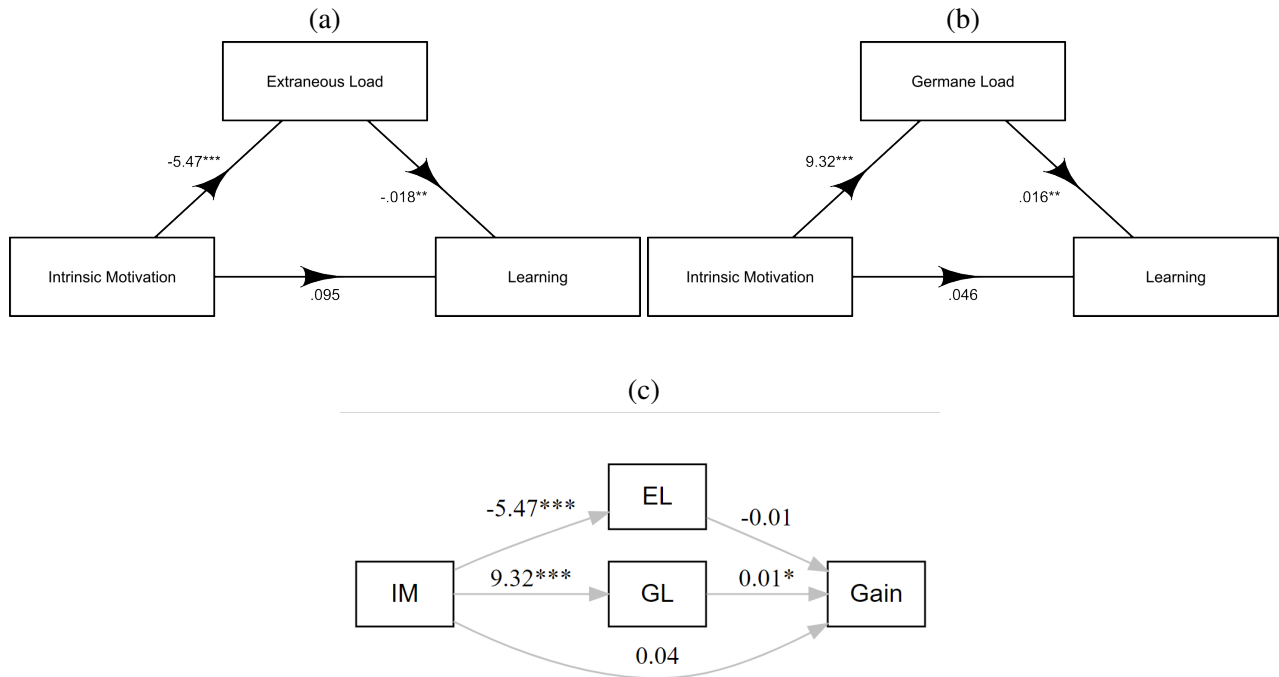 (a)
Extraneous Load
-5.47***
-.018**
Intrinsic Motivation
Learning
.095
(b)
Germane Load
9.32***
.016**
Intrinsic Motivation
Learning
.046
(c)
EL
-5.47***
-0.01
IM
9.32***
GL
0.01*
Gain
0.04